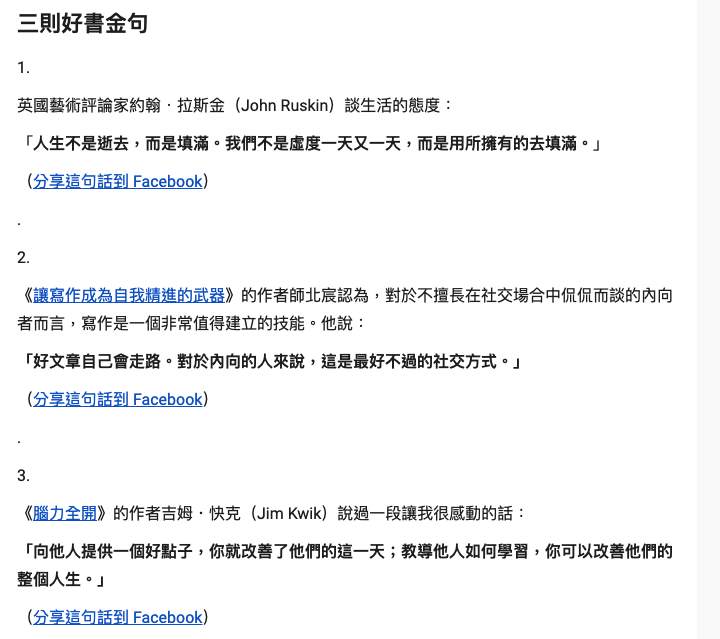 三則好書金句
1.
英國藝術評論家約翰・拉斯金（John Ruskin）談生活的態度：
「人生不是逝去，而是填滿。我們不是虛度一天又一天，而是用所擁有的去填滿。」
（分享這句話到 Facebook）
.
2.
《讓寫作成為自我精進的武器》的作者師北宸認為，對於不擅長在社交場合中侃侃而談的內向
者而言，寫作是一個非常值得建立的技能。他說：
「好文章自己會走路。對於內向的人來說，這是最好不過的社交方式。」
（分享這句話到 Facebook）
.
3.
《腦力全開》的作者吉姆・快克（Jim Kwik）說過一段讓我很感動的話：
「向他人提供一個好點子，你就改善了他們的這一天；教導他人如何學習，你可以改善他們的
整個人生。」
（分享這句話到 Facebook）